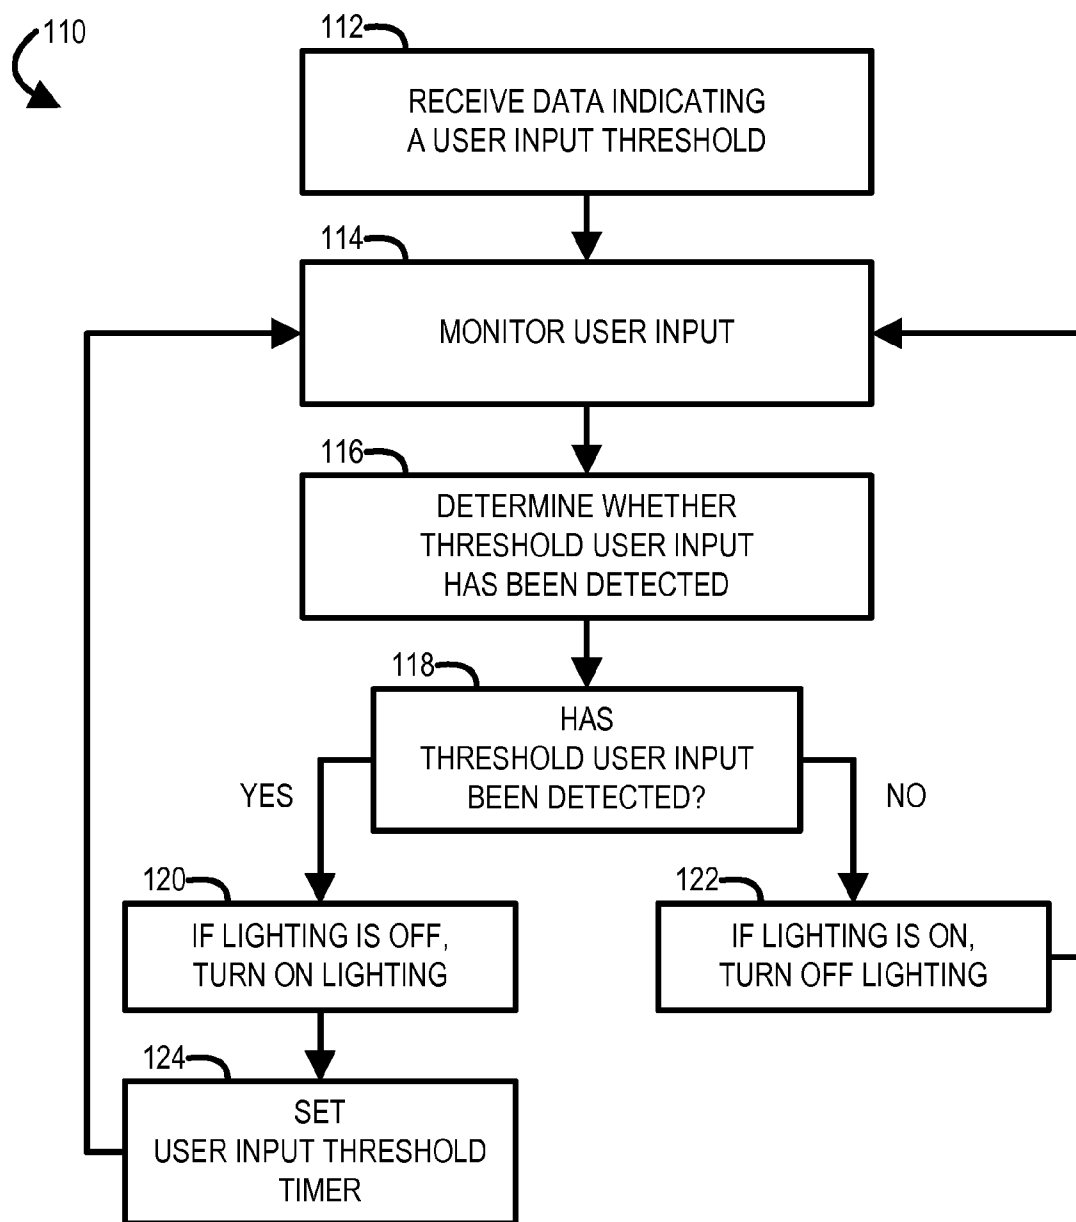 110
112
RECEIVE DATA INDICATING
A USER INPUT THRESHOLD
114
MONITOR USER INPUT
116
DETERMINE WHETHER
THRESHOLD USER INPUT
HAS BEEN DETECTED
118
HAS
THRESHOLD USER INPUT
BEEN DETECTED?
YES
NO
120
IF LIGHTING IS OFF,
TURN ON LIGHTING
122
IF LIGHTING IS ON,
TURN OFF LIGHTING
124
SET
USER INPUT THRESHOLD
TIMER